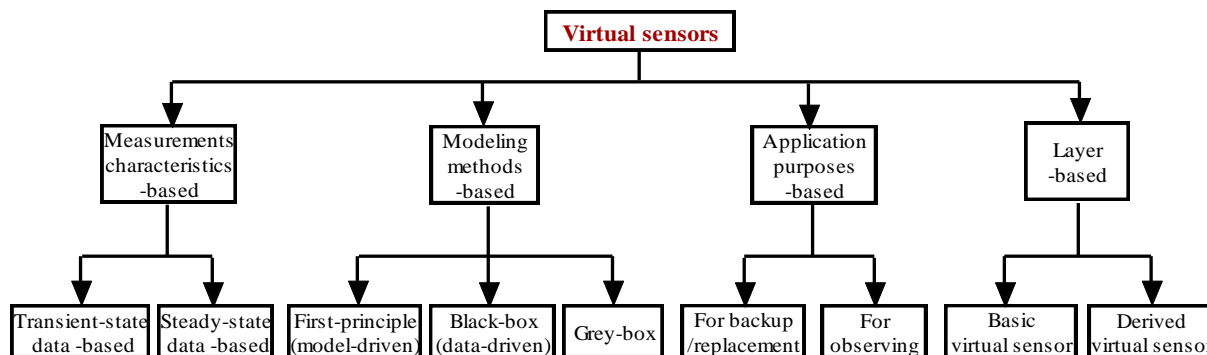 Virtual sensors
Measurements
characteristics
-based
Modeling
methods
-based
Application
purposes
-based
Layer
-based
Transient-state
data -based
Steady-state
data -based
First-principle
(model-driven)
Black-box
(data-driven)
Grey-box
For backup
/replacement
For
observing
Basic
virtual sensor
Derived
virtual sensor